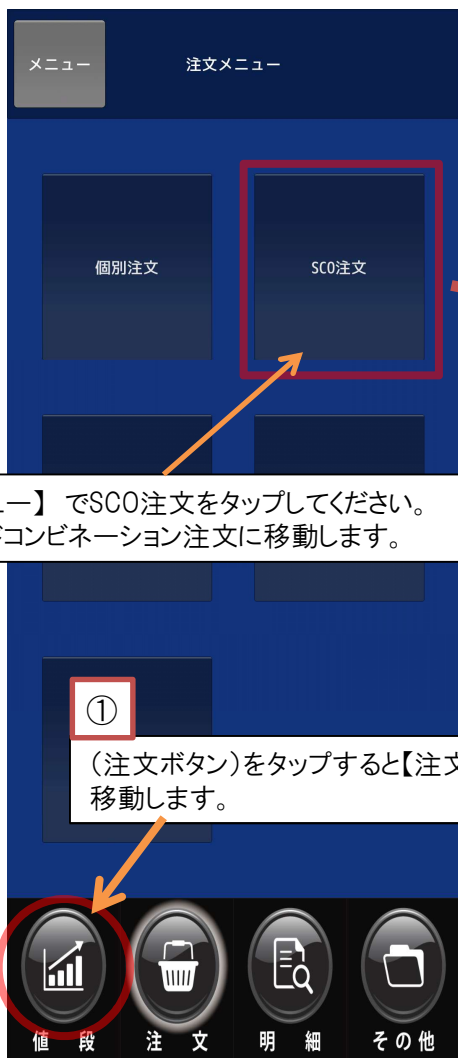 メニュー
注文メニュー
個別注文
SCO注文
ュー】 でSCO注文をタップしてください。
ドコンビネーション注文に移動します。
①
（注文ボタン）をタップすると【注文
移動します。
値 段
注 文
明 細
その他